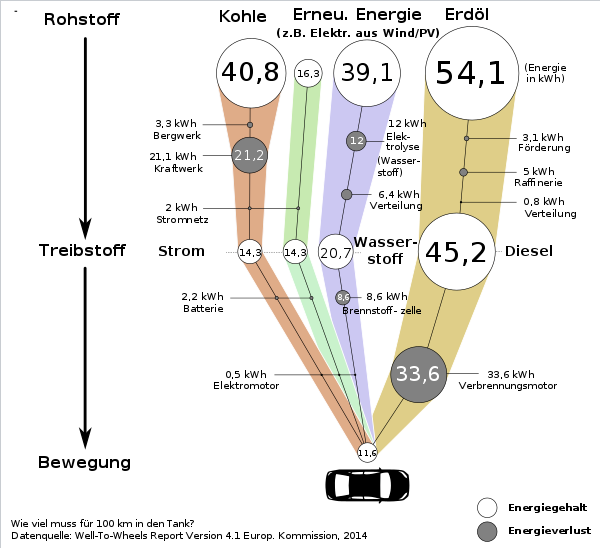 -
Rohstoff
Kohle
Erneu. Energie
(z.B. Elektr. aus Wind/PV)
Erdöl
40,8
16,3
39,1
54,1
(Energie
in kWh)
3,3 kWh
Bergwerk
21,1 kWh
Kraftwerk
21,2
12 kWh
Elek-
trolyse
(Wasser-
stoff)
12
3,1 kWh
Förderung
5 kWh
Raffinerie
2 kWh
Stromnetz
6,4 kWh
Verteilung
0,8 kWh
Verteilung
Treibstoff
Strom
14,3
14,3
20,7
Wasser-
stoff
45,2
Diesel
2,2 kWh
Batterie
8,6
8,6 kWh
Brennstoff- zelle
0,5 kWh
Elektromotor
33,6
33,6 kWh
Verbrennungsmotor
Bewegung
11,6
Energiegehalt
Energieverlust
Wie viel muss für 100 km in den Tank?
Datenquelle: Well-To-Wheels Report Version 4.1 Europ. Kommission, 2014